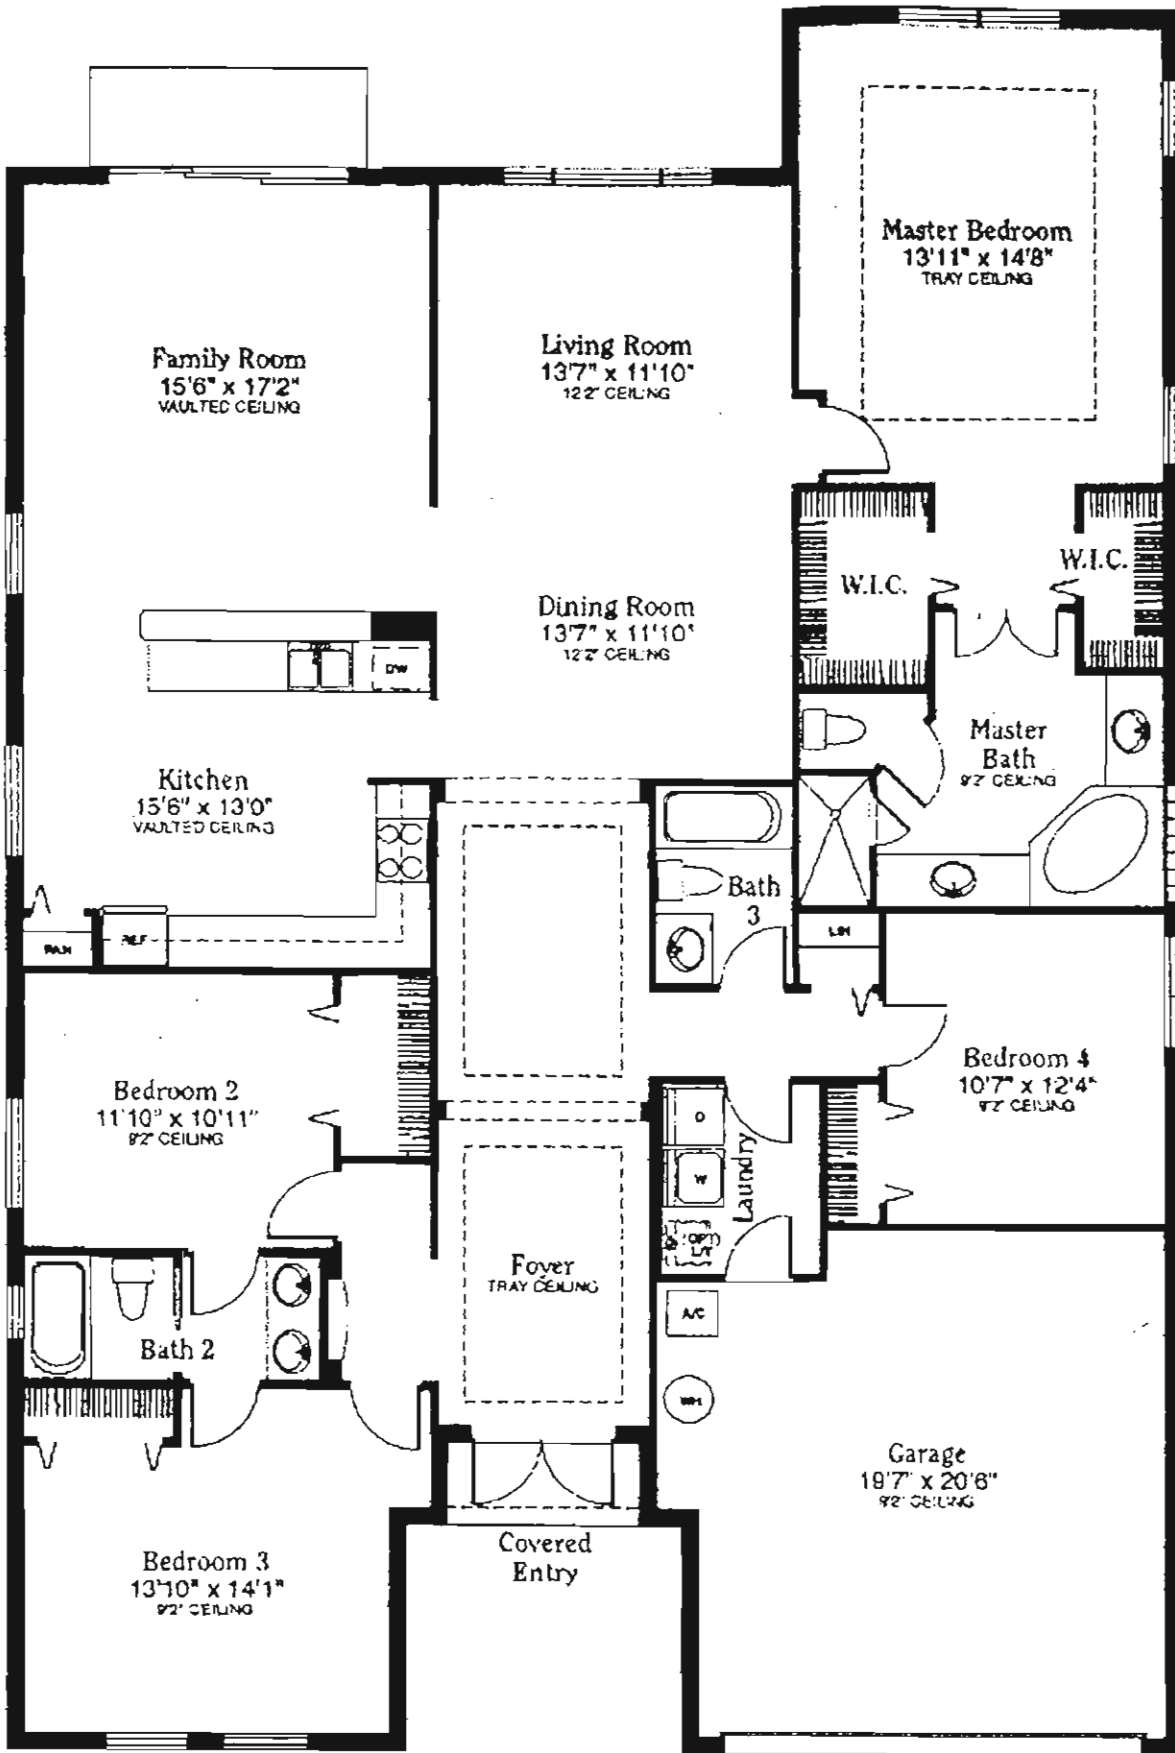 Master Bedroom
13'11" x 14'8"
TRAY CEILING
Family Room
15'6" x 17'2"
VAULTED CEILING
Living Room
13'7" x 11'10"
12'2" CEILING
W.I.C.
W.I.C.
Dining Room
13'7" x 11'10"
12'2" CEILING
DW
Master
Bath
9'2" CEILING
Kitchen
15'6" x 13'0"
VAULTED CEILING
Bath
3
PAN
REF
LIN
Bedroom 2
11'10" x 10'11"
9'2" CEILING
Bedroom 4
10'7" x 12'4"
9'2" CEILING
D
W
Laundry
OPT
L/T
Foyer
TRAY CEILING
A/C
Bath 2
WH
Garage
19'7" x 20'6"
9'2" CEILING
Covered
Entry
Bedroom 3
13'10" x 14'1"
9'2" CEILING